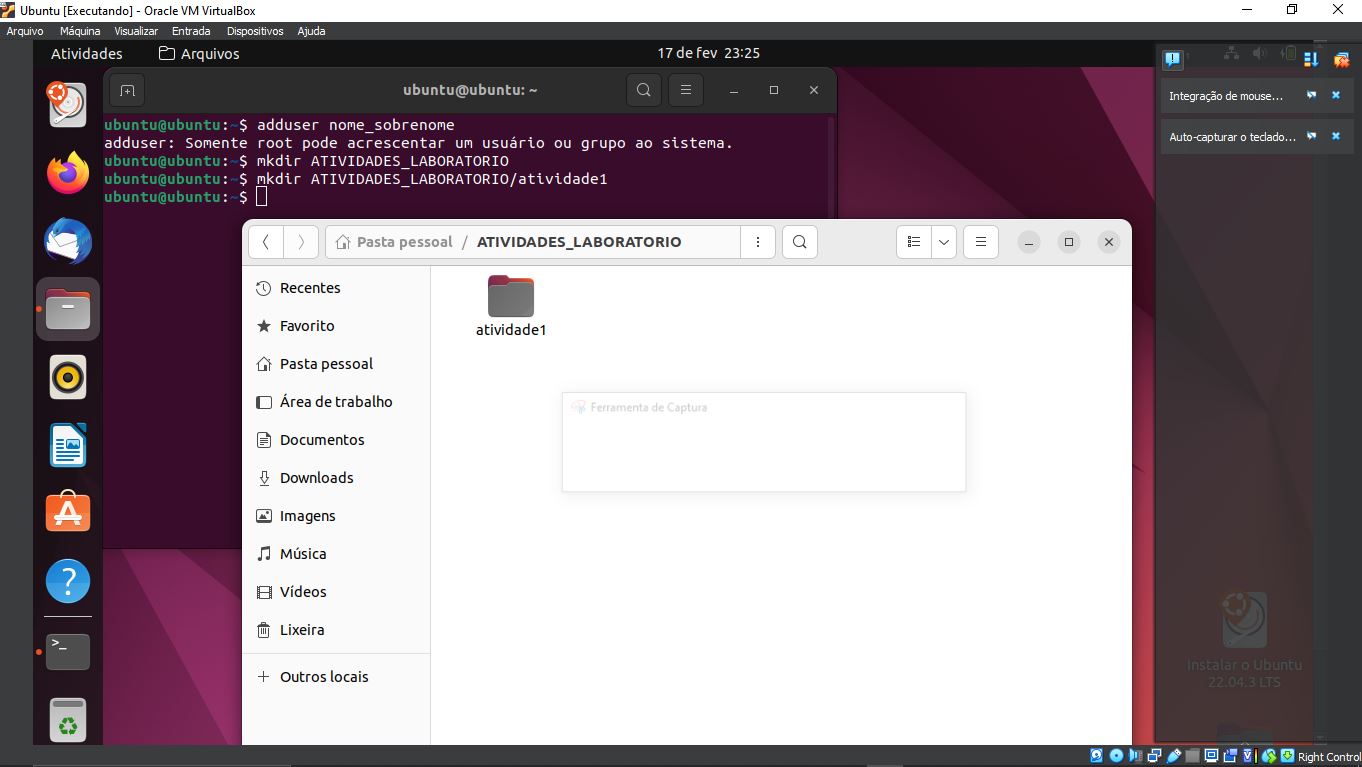 Ubuntu [Executando] - Oracle VM VirtualBox
Arquivo Máquina Visualizar Entrada Dispositivos Ajuda
Atividades Arquivos 17 de fev 23:25
ubuntu@ubuntu: ~
ubuntu@ubuntu:~$ adduser nome_sobrenome
adduser: Somente root pode acrescentar um usuário ou grupo ao sistema.
ubuntu@ubuntu:~$ mkdir ATIVIDADES_LABORATORIO
ubuntu@ubuntu:~$ mkdir ATIVIDADES_LABORATORIO/atividade1
ubuntu@ubuntu:~$
Integração de mouse...
Auto-capturar o teclado...
Pasta pessoal / ATIVIDADES_LABORATORIO
Recentes
Favorito
Pasta pessoal
Área de trabalho
Documentos
Downloads
Imagens
Música
Vídeos
Lixeira
+ Outros locais
atividade1
Ferramenta de Captura
Instalar o Ubuntu
22.04.3 LTS
Right Control